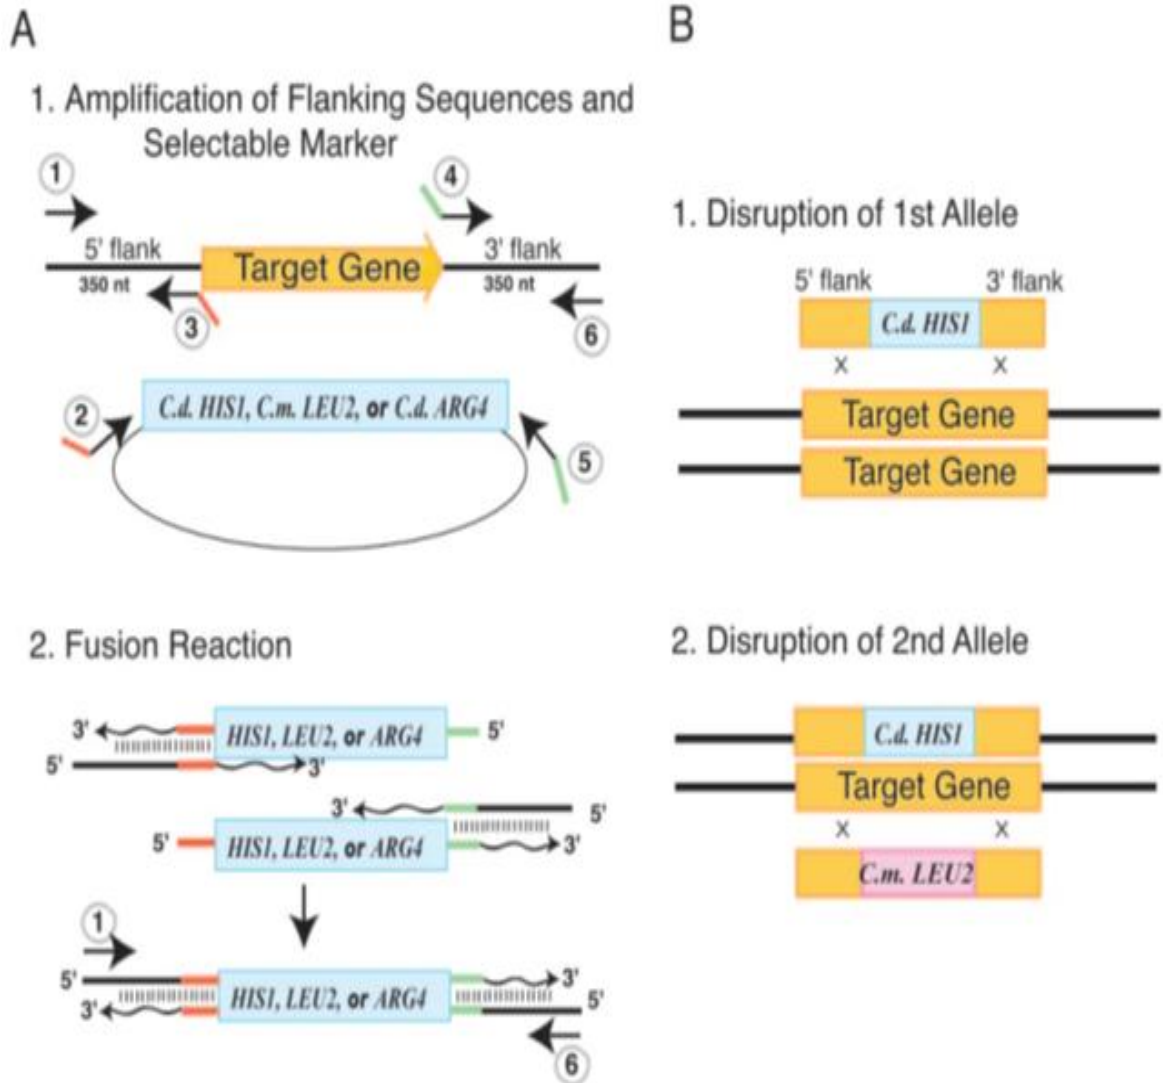 A
1. Amplification of Flanking Sequences and
Selectable Marker
1
4
5' flank
3' flank
Target Gene
350 nt
350 nt
3
6
C.d. HIS1, C.m. LEU2, or C.d. ARG4
2
5
2. Fusion Reaction
3'
HIS1, LEU2, or ARG4
5'
5'
3'
3'
5'
5'
HIS1, LEU2, or ARG4
3'
1
5'
3'
HIS1, LEU2, or ARG4
3'
5'
6
B
1. Disruption of 1st Allele
5' flank
3' flank
C.d. HIS1
X
X
Target Gene
Target Gene
2. Disruption of 2nd Allele
C.d. HIS1
Target Gene
X
X
C.m. LEU2